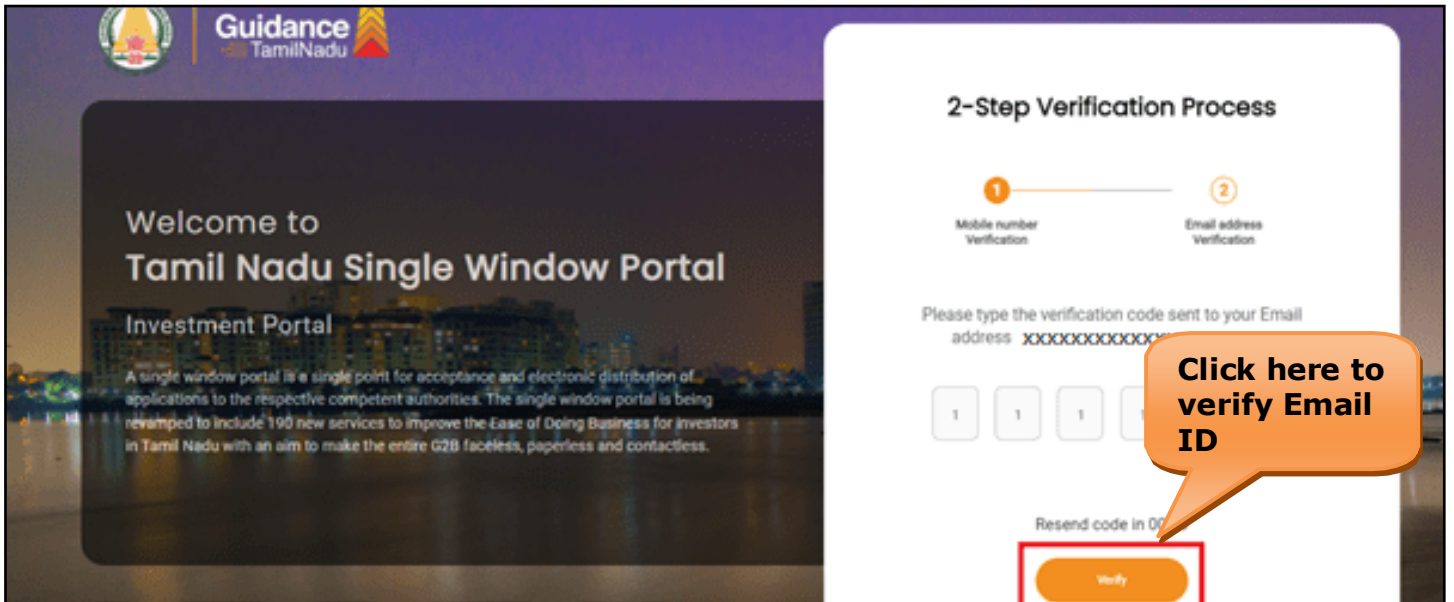 Guidance
TamilNadu
Welcome to
Tamil Nadu Single Window Portal
Investment Portal
A single window portal is a single point for acceptance and electronic distribution of
applications to the respective competent authorities. The single window portal is being
revamped to include 190 new services to improve the Ease of Doing Business for investors
in Tamil Nadu with an aim to make the entire G2B faceless, paperless and contactless.
2-Step Verification Process
1
2
Mobile number
Verification
Email address
Verification
Please type the verification code sent to your Email
address
1 1 1 1
Click here to
verify Email
ID
Resend code in
Verify